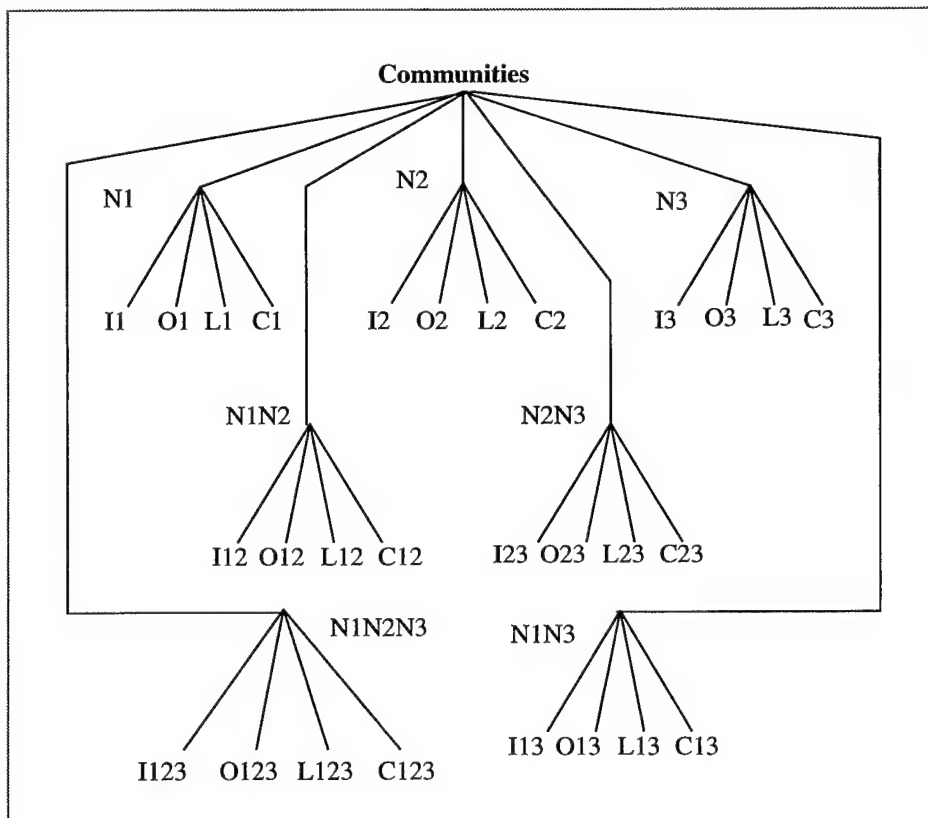 Communities
N1 N2 N3
I1 O1 L1 C1 I2 O2 L2 C2 I3 O3 L3 C3
N1N2 N2N3
I12 O12 L12 C12 I23 O23 L23 C23
N1N2N3 N1N3
I123 O123 L123 C123 I13 O13 L13 C13